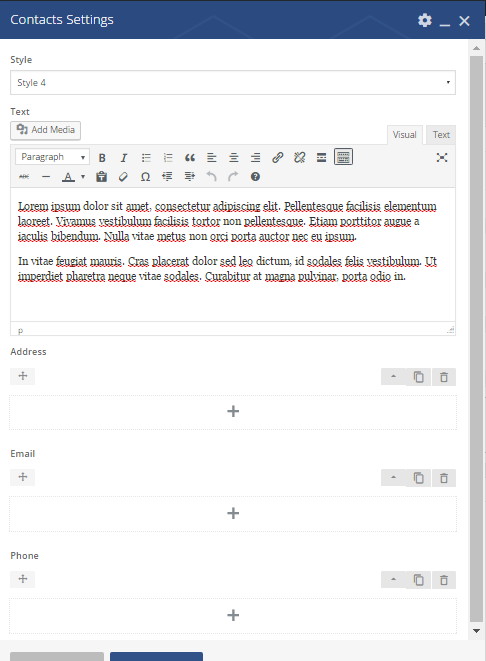 Contacts Settings
Style
Style 4
Text
Add Media
Visual Text
Paragraph
Lorem ipsum dolor sit amet, consectetur adipiscing elit. Pellentesque facilisis elementum
laoreet. Vivamus vestibulum facilisis tortor non pellentesque. Etiam porttitor augue a
iaculis bibendum. Nulla vitae metus non orci porta auctor nec eu ipsum.
In vitae feugiat mauris. Cras placerat dolor sed leo dictum, id sodales felis vestibulum. Ut
imperdiet pharetra neque vitae sodales. Curabitur at magna pulvinar, porta odio in.
p
Address
Email
Phone